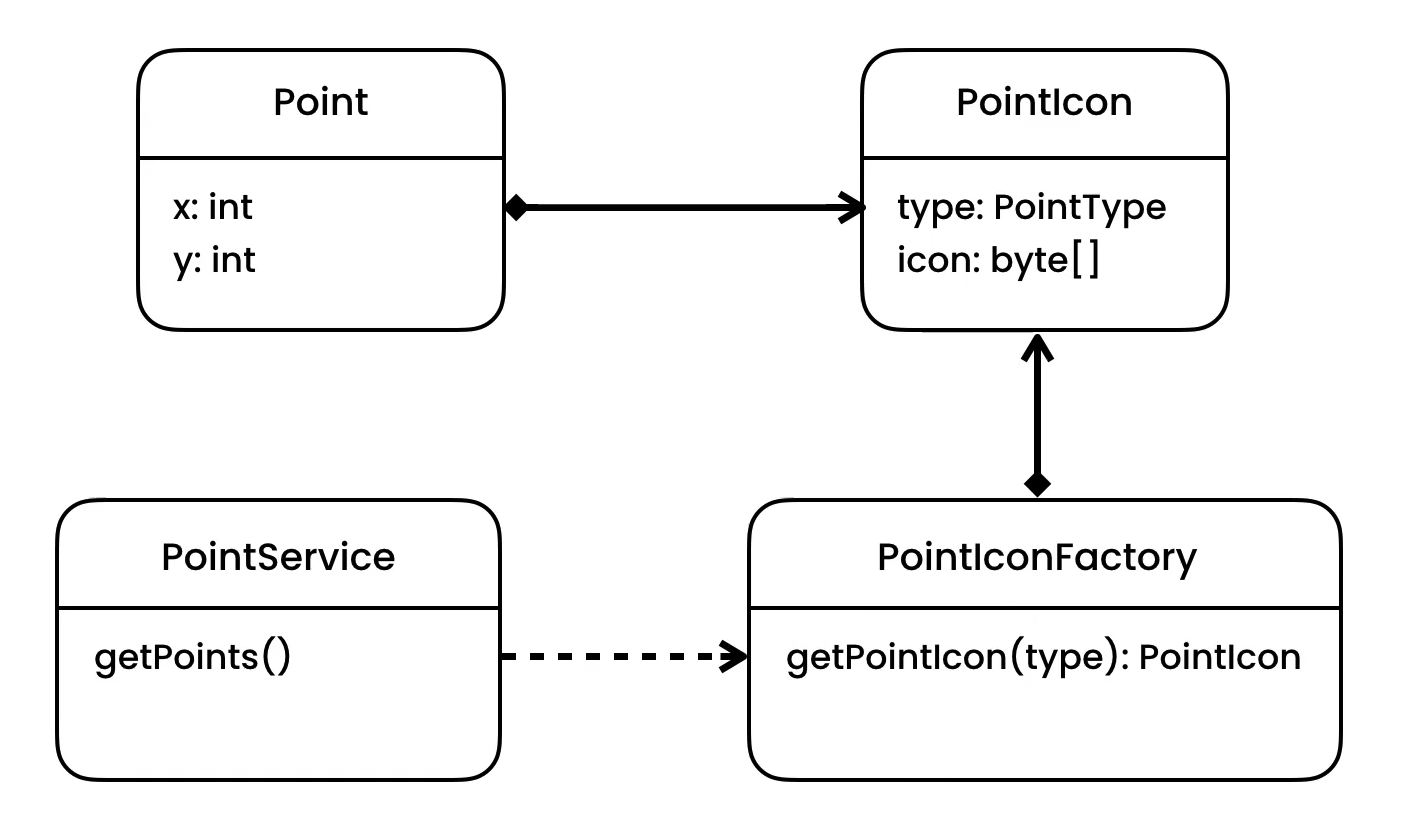 Point
x: int
y: int
PointIcon
type: PointType
icon: byte[]
PointService
getPoints()
PointIconFactory
getPointIcon(type): PointIcon